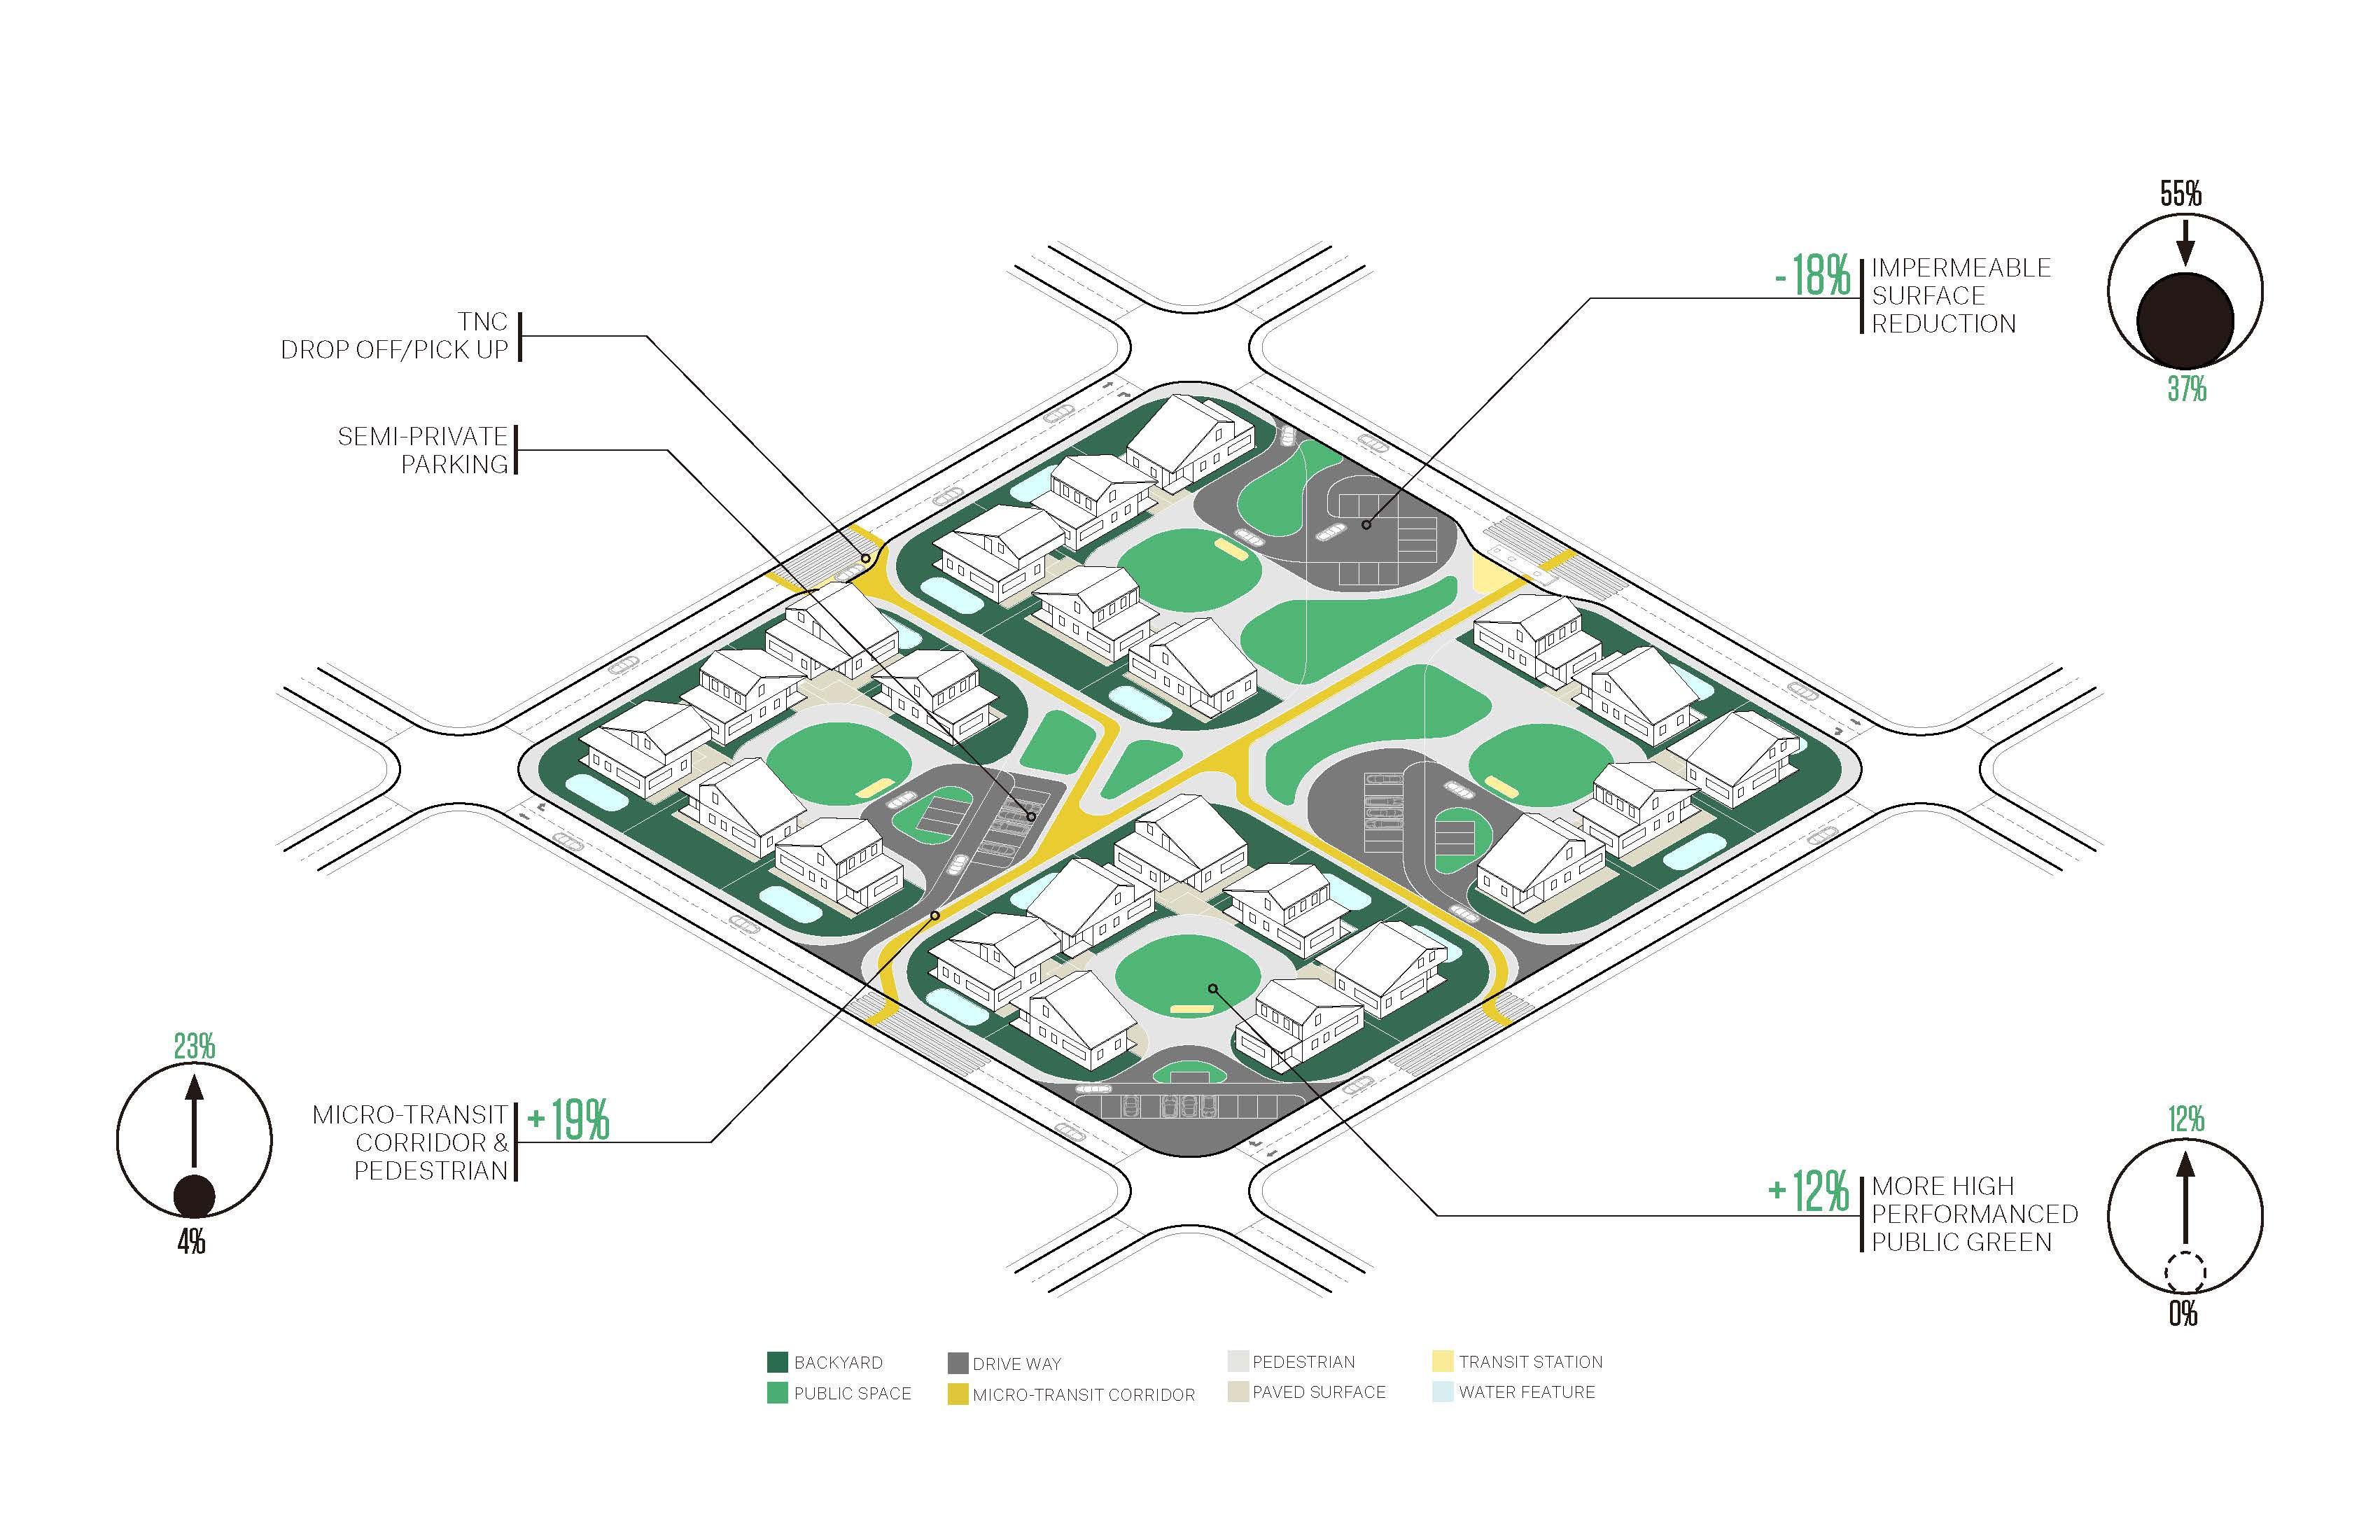 55%
-18%
IMPERMEABLE
SURFACE
REDUCTION
37%
TNC
DROP OFF/PICK UP
SEMI-PRIVATE
PARKING
23%
MICRO-TRANSIT
CORRIDOR &
PEDESTRIAN
+19%
4%
12%
+12%
MORE HIGH
PERFORMANCED
PUBLIC GREEN
0%
BACKYARD
DRIVE WAY
PEDESTRIAN
TRANSIT STATION
PUBLIC SPACE
MICRO-TRANSIT CORRIDOR
PAVED SURFACE
WATER FEATURE